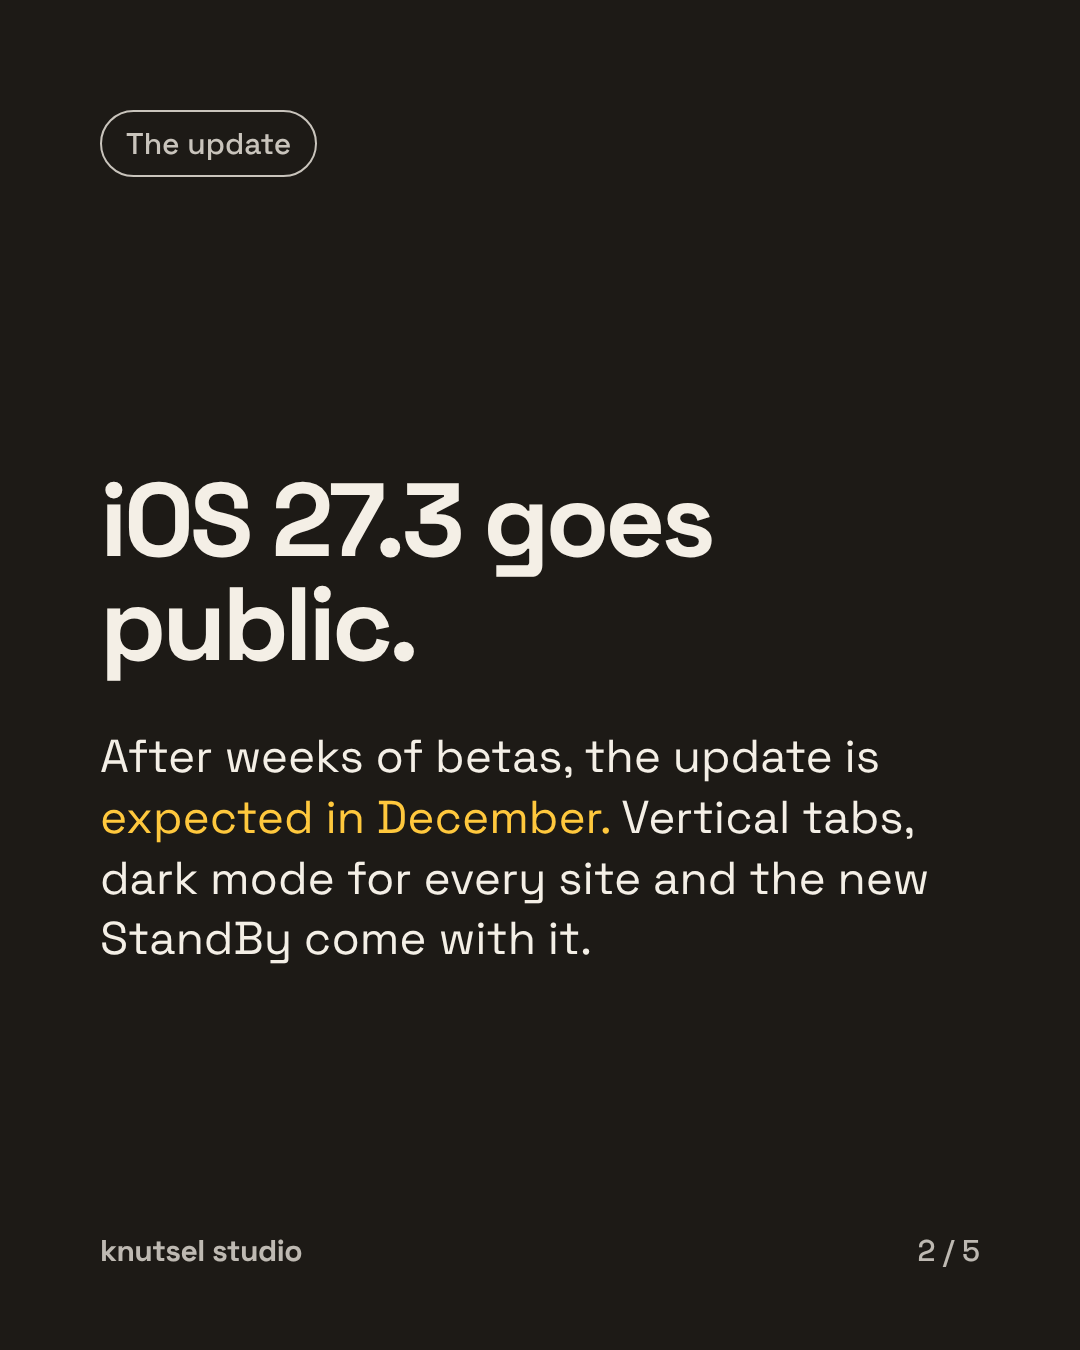 The update
iOS 27.3 goes
public.
After weeks of betas, the update is
expected in December. Vertical tabs,
dark mode for every site and the new
StandBy come with it.
knutsel studio
2 / 5